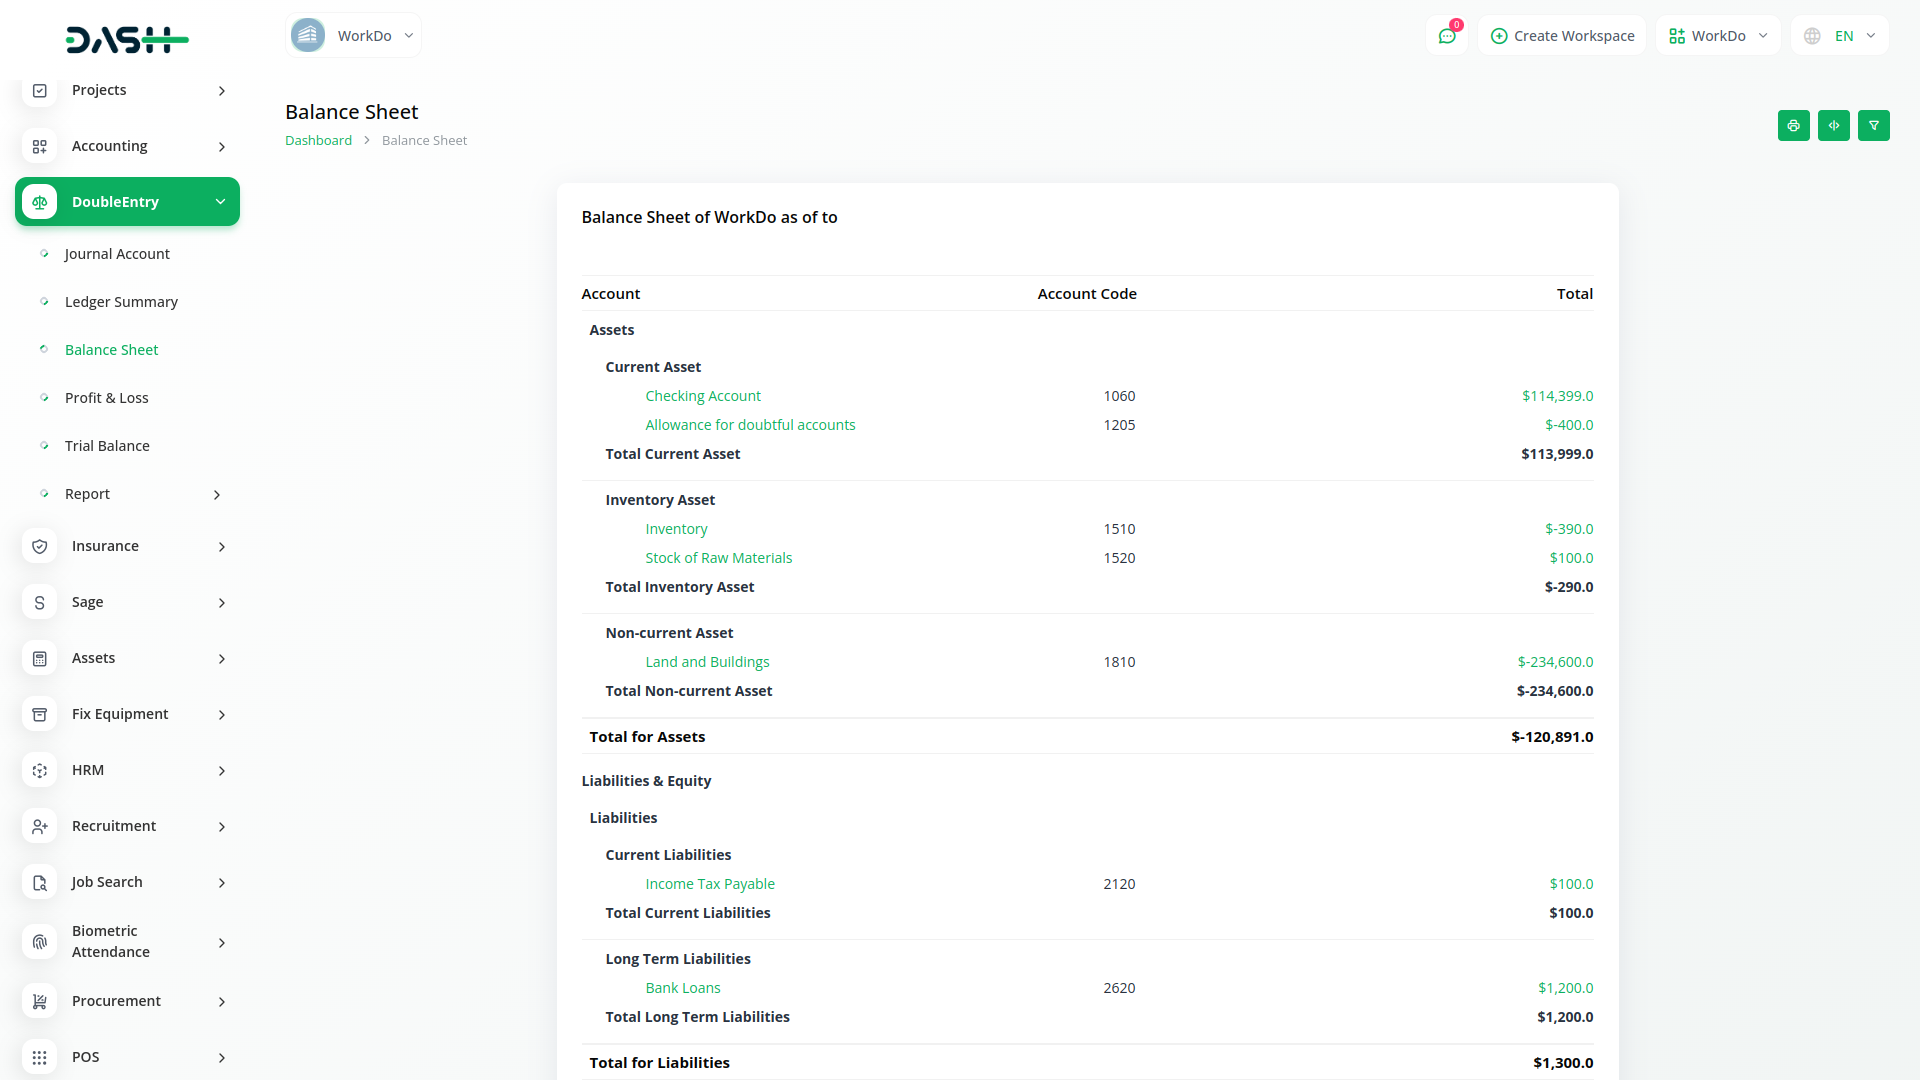 DASH
WorkDo
0
Create Workspace
WorkDo
EN
Projects
Accounting
DoubleEntry
Journal Account
Ledger Summary
Balance Sheet
Profit & Loss
Trial Balance
Report
Insurance
S
Sage
Assets
Fix Equipment
HRM
Recruitment
Job Search
Biometric
Attendance
Procurement
POS
Balance Sheet
Dashboard > Balance Sheet
Balance Sheet of WorkDo as of to
Account Account Code Total
Assets
Current Asset
Checking Account 1060 $114,399.0
Allowance for doubtful accounts 1205 $-400.0
Total Current Asset $113,999.0
Inventory Asset
Inventory 1510 $-390.0
Stock of Raw Materials 1520 $100.0
Total Inventory Asset $-290.0
Non-current Asset
Land and Buildings 1810 $-234,600.0
Total Non-current Asset $-234,600.0
Total for Assets $-120,891.0
Liabilities & Equity
Liabilities
Current Liabilities
Income Tax Payable 2120 $100.0
Total Current Liabilities $100.0
Long Term Liabilities
Bank Loans 2620 $1,200.0
Total Long Term Liabilities $1,200.0
Total for Liabilities $1,300.0